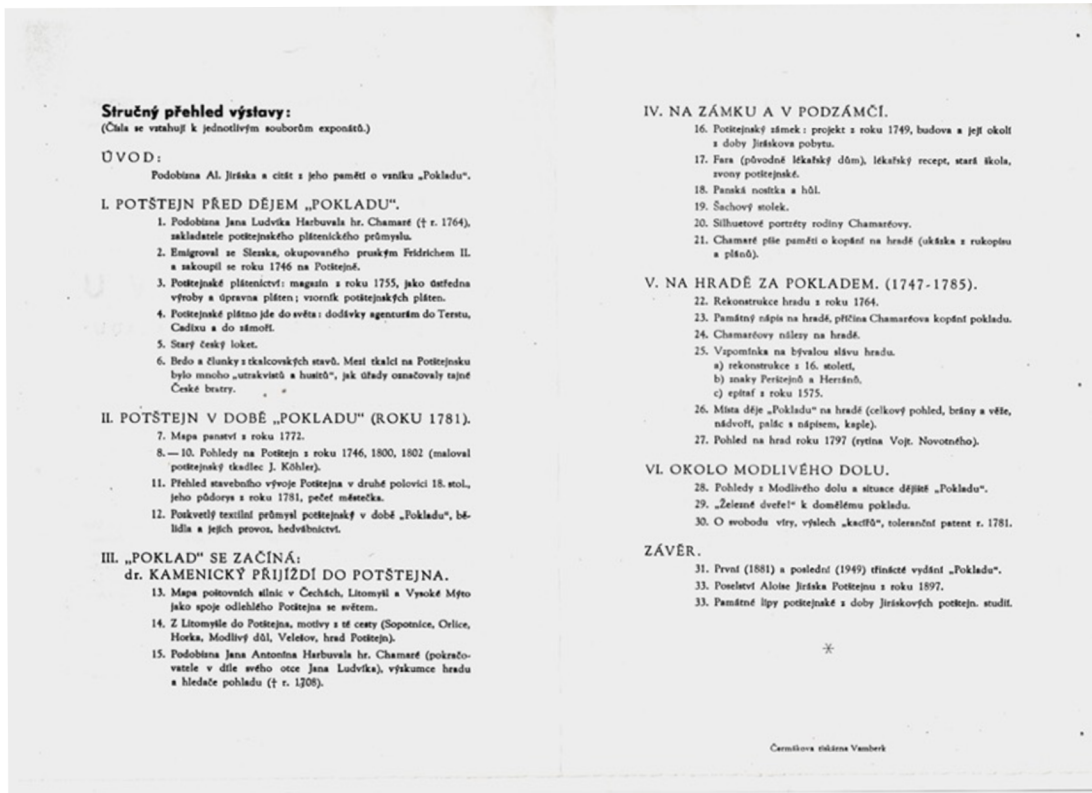 Stručný přehled výstavy:
(Čísla se vztahují k jednotlivým souborům exponátů.)
ÚVOD:
Podobizna Al. Jiráska a citát z jeho pamětí o vzniku „Pokladu“.
I. POTŠTEJN PŘED DĚJEM „POKLADU“.
1. Podobizna Jana Ludvíka Harbuvala hr. Chamaré († r. 1764),
zakladatele potštejnského plátenického průmyslu.
2. Emigroval ze Slezska, okupovaného pruským Fridrichem II.
a zakoupil se roku 1746 na Potštejně.
3. Potštejnské plátenictví: magazin z roku 1755, jako ústředna
výroby a úpravna pláten; vzorník potštejnských pláten.
4. Potštejnské plátno jde do světa: dodávky agenturám do Terstu,
Cadixu a do zámoří.
5. Starý český loket.
6. Brdo a člunky z tkalcovských stavů. Mezi tkalci na Potštejnsku
bylo mnoho „utrakvistů a husitů“, jak úřady označovaly tajné
České bratry.
II. POTŠTEJN V DOBĚ „POKLADU“ (ROKU 1781).
7. Mapa panství z roku 1772.
8. — 10. Pohledy na Potštejn z roku 1746, 1800, 1802 (maloval
potštejnský tkadlec J. Köhler).
11. Přehled stavebního vývoje Potštejna v druhé polovici 18. stol.,
jeho půdorys z roku 1781, pečeť městečka.
12. Rozkvetlý textilní průmysl potštejnský v době „Pokladu“, bě-
lidla a jejich provoz, hedvábnictví.
III. „POKLAD“ SE ZAČÍNÁ:
dr. KAMENICKÝ PŘIJÍŽDÍ DO POTŠTEJNA.
13. Mapa poštovních silnic v Čechách, Litomyšl a Vysoké Mýto
jako spoje odlehlého Potštejna se světem.
14. Z Litomyšle do Potštejna, motivy z té cesty (Sopotnice, Orlice,
Horka, Modlivý důl, Velešov, hrad Potštejn).
15. Podobizna Jana Antonína Harbuvala hr. Chamaré (pokračo-
vatele v díle svého otce Jana Ludvíka), výzkumce hradu
a hledače pohladu († r. 1708).
IV. NA ZÁMKU A V PODZÁMČÍ.
16. Potštejnský zámek: projekt z roku 1749, budova a její okolí
z doby Jiráskova pobytu.
17. Fara (původně lékařský dům), lékařský recept, stará škola,
zvony potštejnské.
18. Panská nosítka a hůl.
19. Šachový stolek.
20. Silhuetové portréty rodiny Chamaréovy.
21. Chamaré píše paměti o kopání na hradě (ukázka z rukopisu
a plánů).
V. NA HRADĚ ZA POKLADEM. (1747-1785).
22. Rekonstrukce hradu z roku 1764.
23. Památný nápis na hradě, příčina Chamaréova kopání pokladu.
24. Chamaréovy nálezy na hradě.
25. Vzpomínka na bývalou slávu hradu.
a) rekonstrukce z 16. století,
b) znaky Perštejnů a Herzánů,
c) epitaf z roku 1575.
26. Místa děje „Pokladu“ na hradě (celkový pohled, brány a věže,
nádvoří, palác s nápisem, kaple).
27. Pohled na hrad roku 1797 (rytina Vojt. Novotného).
VI. OKOLO MODLIVÉHO DOLU.
28. Pohledy z Modlivého dolu a situace dějiště „Pokladu“.
29. „Železné dveře!“ k domělému pokladu.
30. O svobodu víry, výslech „kacířů“, toleranční patent r. 1781.
ZÁVĚR.
31. První (1881) a poslední (1949) třinácté vydání „Pokladu“.
33. Poselství Aloise Jiráska Potštejnu z roku 1897.
33. Památné lípy potštejnské z doby Jiráskových potštejn. studií.
Čermákova tiskárna Vamberk